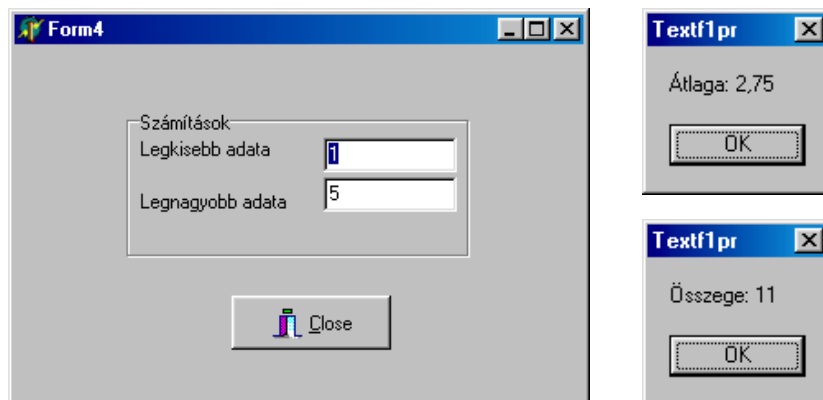 Form4
Számítások
Legkisebb adata
1
Legnagyobb adata
5
Close
Textf1pr
Átlaga: 2,75
OK
Textf1pr
Összege: 11
OK